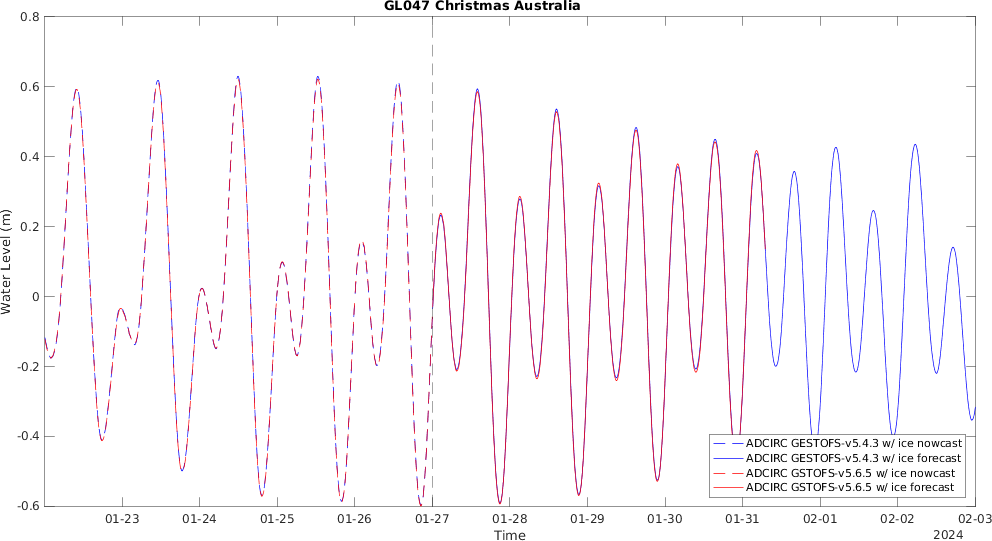 GL047 Christmas Australia
0.8
0.6
0.4
0.2
0
-0.2
-0.4
-0.6
Water Level (m)
ADCIRC GESTOFS-v5.4.3 w/ ice nowcast
ADCIRC GESTOFS-v5.4.3 w/ ice forecast
ADCIRC GSTOFS-v5.6.5 w/ ice nowcast
ADCIRC GSTOFS-v5.6.5 w/ ice forecast
01-23 01-24 01-25 01-26 01-27 01-28 01-29 01-30 01-31 02-01 02-02 02-03
Time
2024